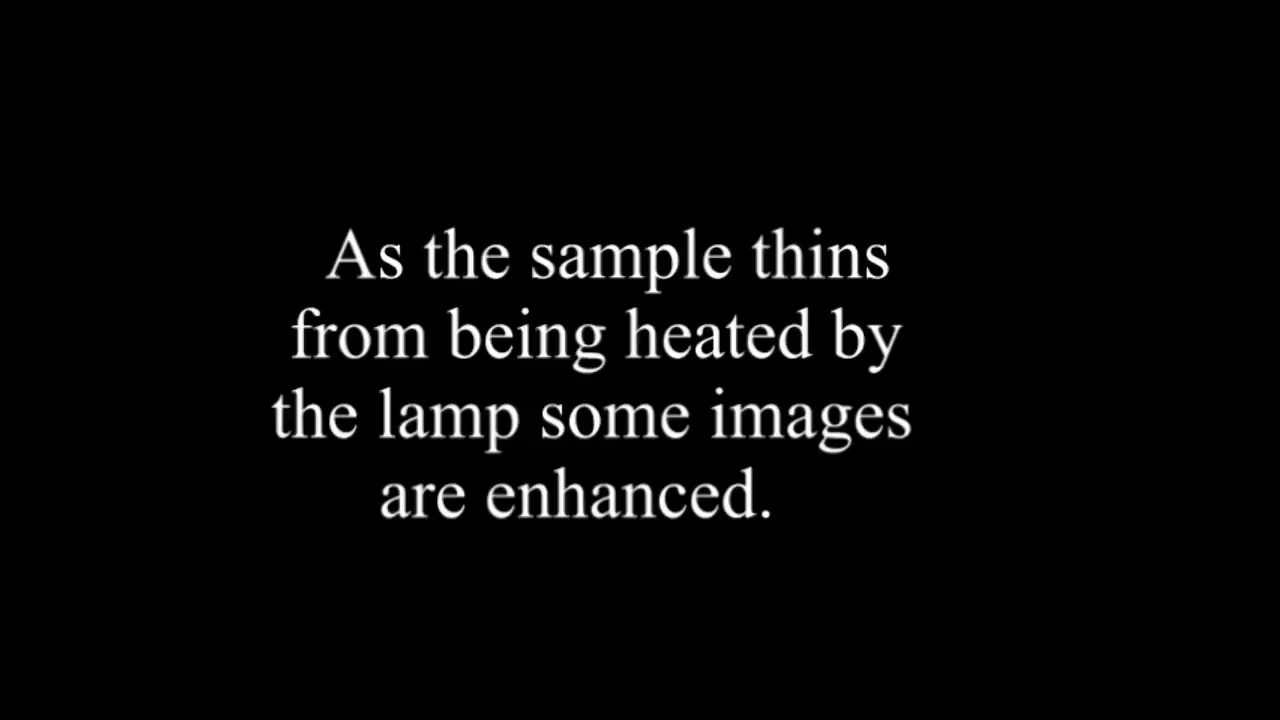 As the sample thins
from being heated by
the lamp some images
are enhanced.